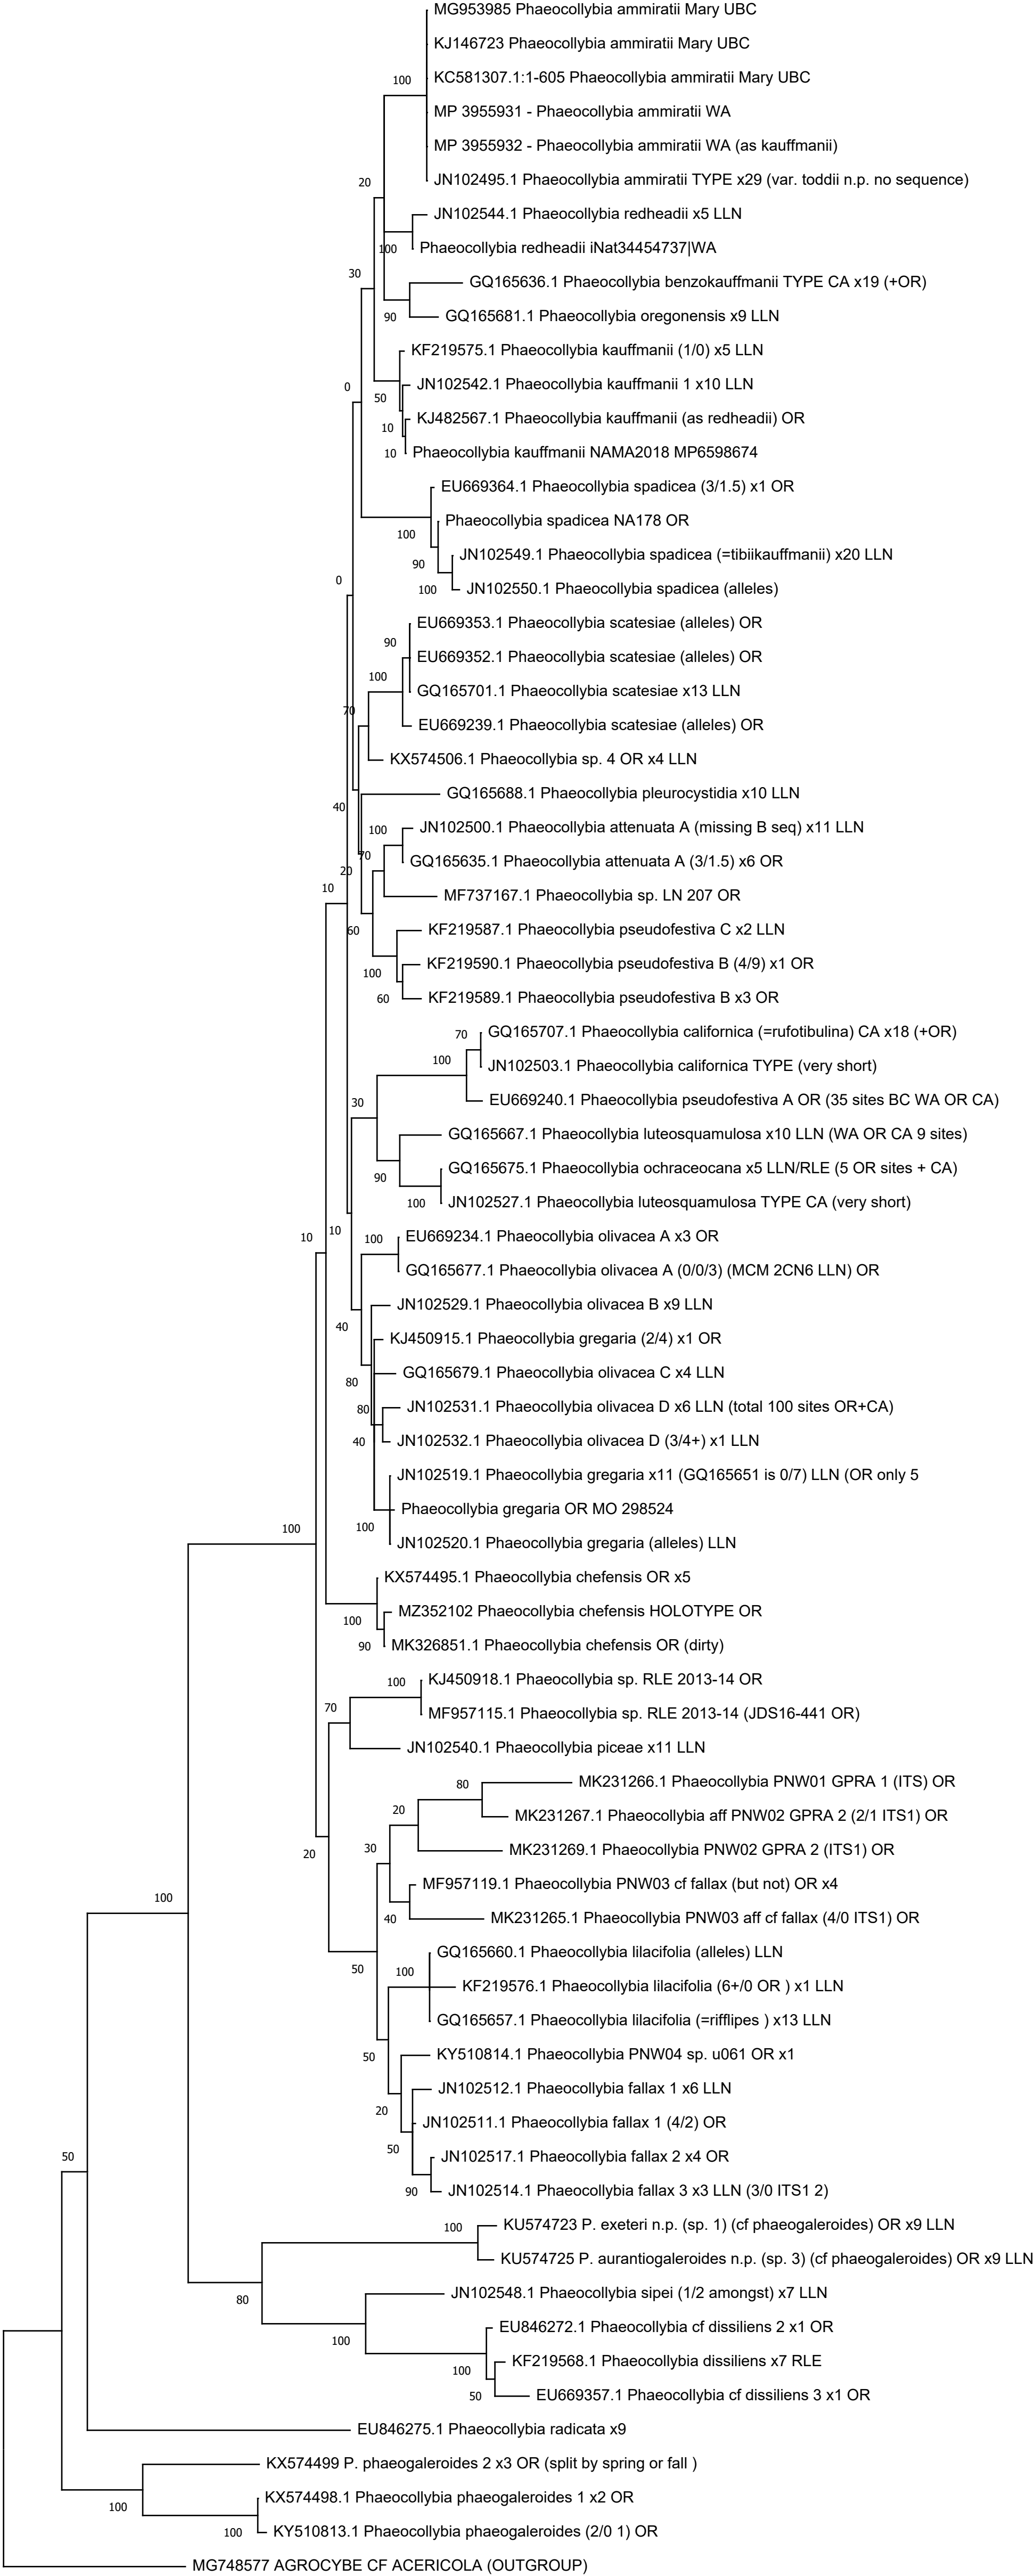 MG953985 Phaeocollybia ammiratii Mary UBC
KJ146723 Phaeocollybia ammiratii Mary UBC
100
KC581307.1:1-605 Phaeocollybia ammiratii Mary UBC
MP 3955931 - Phaeocollybia ammiratii WA
MP 3955932 - Phaeocollybia ammiratii WA (as kauffmanii)
20
JN102495.1 Phaeocollybia ammiratii TYPE x29 (var. toddii n.p. no sequence)
JN102544.1 Phaeocollybia redheadii x5 LLN
100
Phaeocollybia redheadii iNat34454737|WA
30
GQ165636.1 Phaeocollybia benzokauffmanii TYPE CA x19 (+OR)
90
GQ165681.1 Phaeocollybia oregonensis x9 LLN
KF219575.1 Phaeocollybia kauffmanii (1/0) x5 LLN
0
JN102542.1 Phaeocollybia kauffmanii 1 x10 LLN
50
KJ482567.1 Phaeocollybia kauffmanii (as redheadii) OR
10
10
Phaeocollybia kauffmanii NAMA2018 MP6598674
EU669364.1 Phaeocollybia spadicea (3/1.5) x1 OR
Phaeocollybia spadicea NA178 OR
100
JN102549.1 Phaeocollybia spadicea (=tibiikauffmanii) x20 LLN
90
0
100
JN102550.1 Phaeocollybia spadicea (alleles)
EU669353.1 Phaeocollybia scatesiae (alleles) OR
90
EU669352.1 Phaeocollybia scatesiae (alleles) OR
100
GQ165701.1 Phaeocollybia scatesiae x13 LLN
70
EU669239.1 Phaeocollybia scatesiae (alleles) OR
KX574506.1 Phaeocollybia sp. 4 OR x4 LLN
GQ165688.1 Phaeocollybia pleurocystidia x10 LLN
40
100
JN102500.1 Phaeocollybia attenuata A (missing B seq) x11 LLN
70
GQ165635.1 Phaeocollybia attenuata A (3/1.5) x6 OR
20
10
MF737167.1 Phaeocollybia sp. LN 207 OR
60
KF219587.1 Phaeocollybia pseudofestiva C x2 LLN
100
KF219590.1 Phaeocollybia pseudofestiva B (4/9) x1 OR
60
KF219589.1 Phaeocollybia pseudofestiva B x3 OR
70
GQ165707.1 Phaeocollybia californica (=rufotibulina) CA x18 (+OR)
100
JN102503.1 Phaeocollybia californica TYPE (very short)
30
EU669240.1 Phaeocollybia pseudofestiva A OR (35 sites BC WA OR CA)
GQ165667.1 Phaeocollybia luteosquamulosa x10 LLN (WA OR CA 9 sites)
90
GQ165675.1 Phaeocollybia ochraceocana x5 LLN/RLE (5 OR sites + CA)
100
JN102527.1 Phaeocollybia luteosquamulosa TYPE CA (very short)
10
10
100
EU669234.1 Phaeocollybia olivacea A x3 OR
GQ165677.1 Phaeocollybia olivacea A (0/0/3) (MCM 2CN6 LLN) OR
JN102529.1 Phaeocollybia olivacea B x9 LLN
40
KJ450915.1 Phaeocollybia gregaria (2/4) x1 OR
80
GQ165679.1 Phaeocollybia olivacea C x4 LLN
80
JN102531.1 Phaeocollybia olivacea D x6 LLN (total 100 sites OR+CA)
40
JN102532.1 Phaeocollybia olivacea D (3/4+) x1 LLN
JN102519.1 Phaeocollybia gregaria x11 (GQ165651 is 0/7) LLN (OR only 5
Phaeocollybia gregaria OR MO 298524
100
100
JN102520.1 Phaeocollybia gregaria (alleles) LLN
KX574495.1 Phaeocollybia chefensis OR x5
100
MZ352102 Phaeocollybia chefensis HOLOTYPE OR
90
MK326851.1 Phaeocollybia chefensis OR (dirty)
100
KJ450918.1 Phaeocollybia sp. RLE 2013-14 OR
70
MF957115.1 Phaeocollybia sp. RLE 2013-14 (JDS16-441 OR)
JN102540.1 Phaeocollybia piceae x11 LLN
80
MK231266.1 Phaeocollybia PNW01 GPRA 1 (ITS) OR
20
MK231267.1 Phaeocollybia aff PNW02 GPRA 2 (2/1 ITS1) OR
20
30
MK231269.1 Phaeocollybia PNW02 GPRA 2 (ITS1) OR
100
MF957119.1 Phaeocollybia PNW03 cf fallax (but not) OR x4
40
MK231265.1 Phaeocollybia PNW03 aff cf fallax (4/0 ITS1) OR
GQ165660.1 Phaeocollybia lilacifolia (alleles) LLN
50
100
KF219576.1 Phaeocollybia lilacifolia (6+/0 OR ) x1 LLN
GQ165657.1 Phaeocollybia lilacifolia (=rifflipes ) x13 LLN
50
KY510814.1 Phaeocollybia PNW04 sp. u061 OR x1
JN102512.1 Phaeocollybia fallax 1 x6 LLN
20
JN102511.1 Phaeocollybia fallax 1 (4/2) OR
50
50
JN102517.1 Phaeocollybia fallax 2 x4 OR
90
JN102514.1 Phaeocollybia fallax 3 x3 LLN (3/0 ITS1 2)
100
KU574723 P. exeteri n.p. (sp. 1) (cf phaeogaleroides) OR x9 LLN
KU574725 P. aurantiogaleroides n.p. (sp. 3) (cf phaeogaleroides) OR x9 LLN
80
JN102548.1 Phaeocollybia sipei (1/2 amongst) x7 LLN
100
EU846272.1 Phaeocollybia cf dissiliens 2 x1 OR
100
KF219568.1 Phaeocollybia dissiliens x7 RLE
50
EU669357.1 Phaeocollybia cf dissiliens 3 x1 OR
EU846275.1 Phaeocollybia radicata x9
KX574499 P. phaeogaleroides 2 x3 OR (split by spring or fall )
100
KX574498.1 Phaeocollybia phaeogaleroides 1 x2 OR
100
KY510813.1 Phaeocollybia phaeogaleroides (2/0 1) OR
MG748577 AGROCYBE CF ACERICOLA (OUTGROUP)